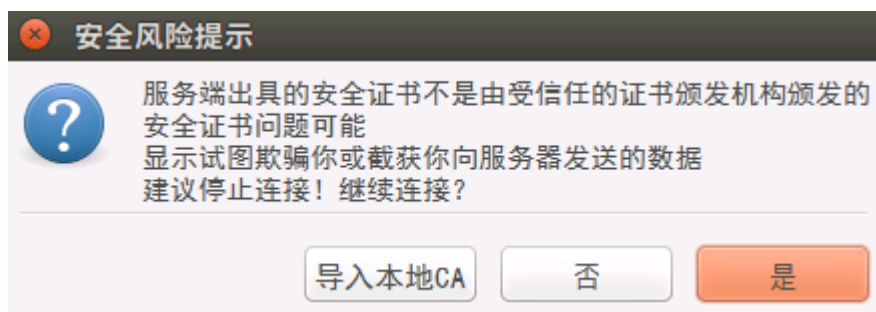 安全风险提示
服务端出具的安全证书不是由受信任的证书颁发机构颁发的
安全证书问题可能
显示试图欺骗你或截获你向服务器发送的数据
建议停止连接！继续连接？
导入本地CA 否 是